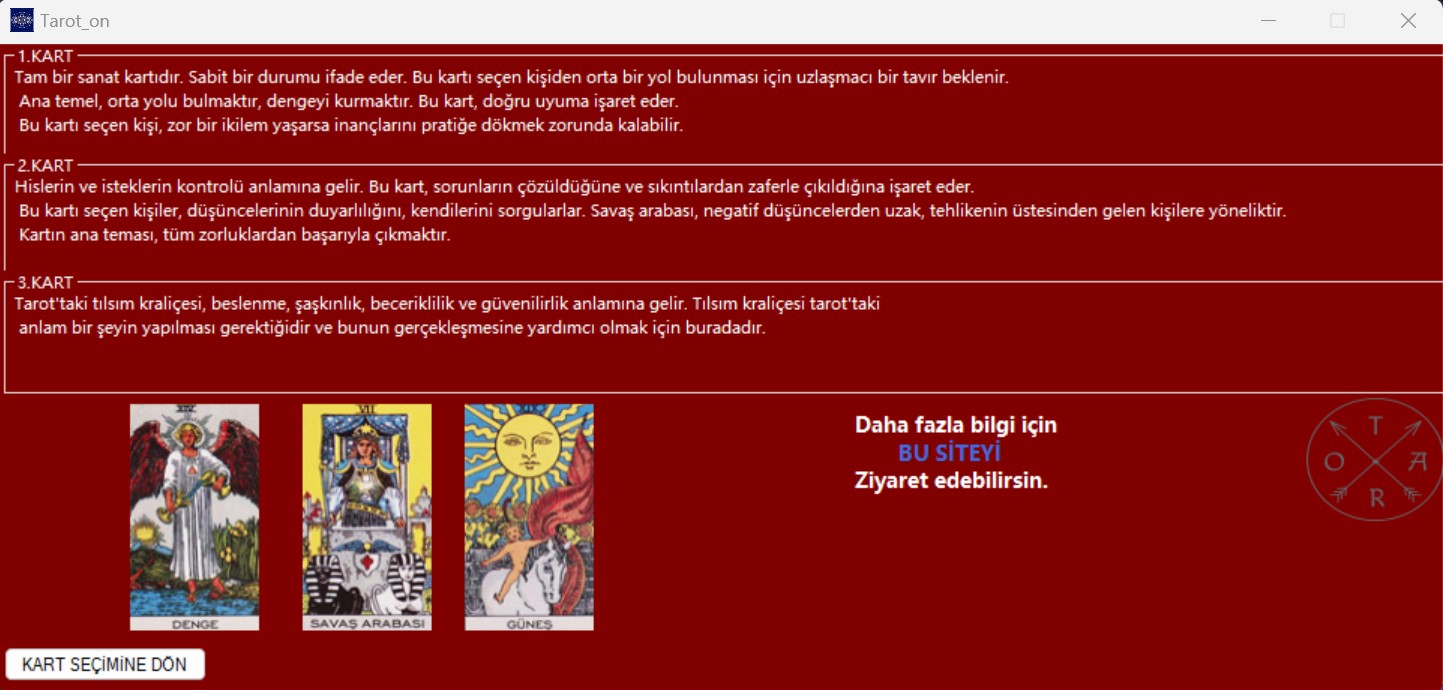 Tarot_on
1.KART
Tam bir sanat kartıdır. Sabit bir durumu ifade eder. Bu kartı seçen kişiden orta bir yol bulunması için uzlaşmacı bir tavır beklenir.
Ana temel, orta yolu bulmaktır, dengeyi kurmaktır. Bu kart, doğru uyuma işaret eder.
Bu kartı seçen kişi, zor bir ikilem yaşarsa inançlarını pratiğe dökmek zorunda kalabilir.
2.KART
Hislerin ve isteklerin kontrolü anlamına gelir. Bu kart, sorunların çözüldüğüne ve sıkıntılardan zaferle çıkıldığına işaret eder.
Bu kartı seçen kişiler, düşüncelerinin duyarlılığını, kendilerini sorgularlar. Savaş arabası, negatif düşüncelerden uzak, tehlikenin üstesinden gelen kişilere yöneliktir.
Kartın ana teması, tüm zorluklardan başarıyla çıkmaktır.
3.KART
Tarot'taki tılsım kraliçesi, beslenme, şaşkınlık, beceriklilik ve güvenilirlik anlamına gelir. Tılsım kraliçesi tarot'taki
anlam bir şeyin yapılması gerektiğidir ve bunun gerçekleşmesine yardımcı olmak için buradadır.
XIV
VII
DENGE
SAVAŞ ARABASI
GÜNEŞ
Daha fazla bilgi için
BU SİTEYİ
Ziyaret edebilirsin.
T
O A
R
KART SEÇİMİNE DÖN